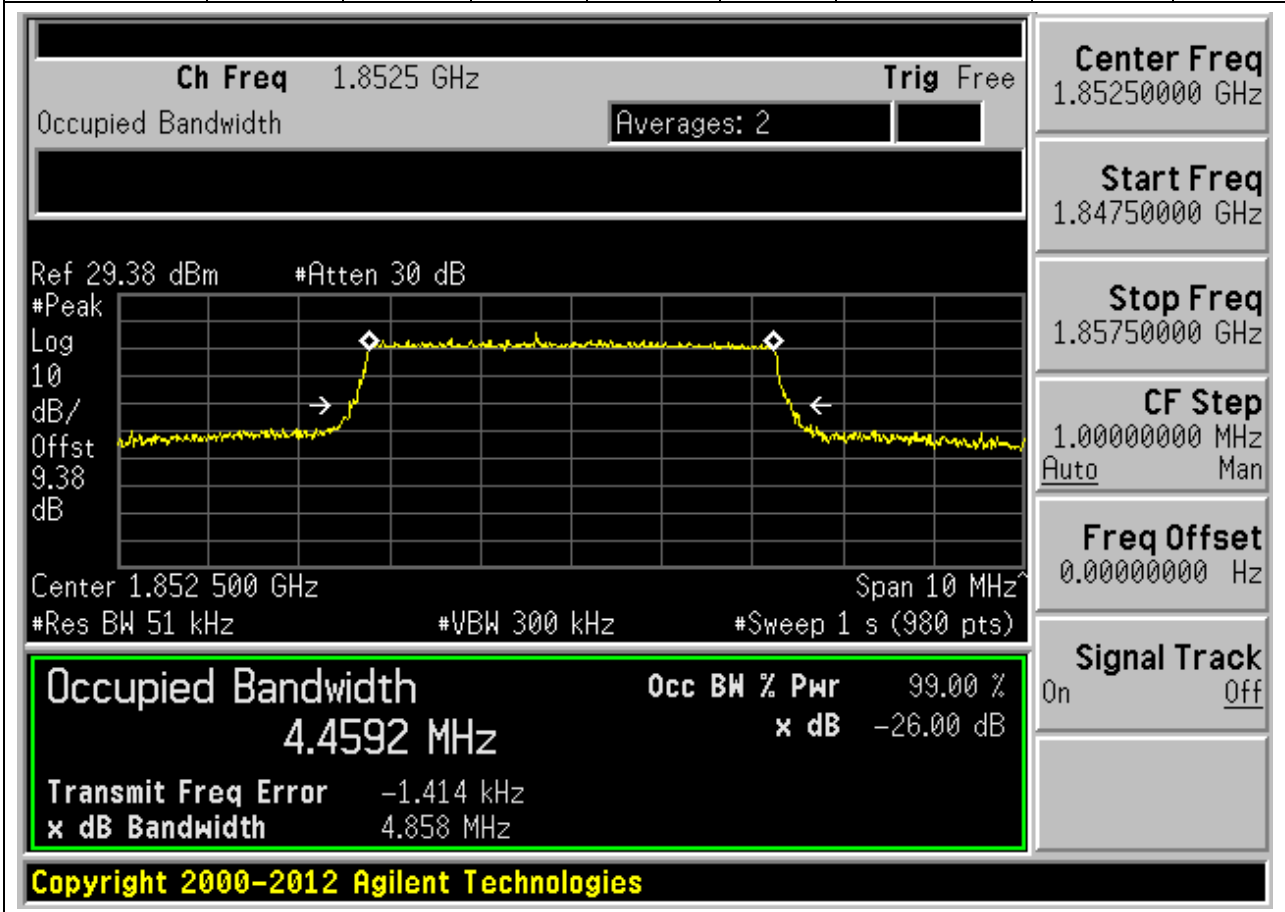 Ch Freq 1.8525 GHz Trig Free
Occupied Bandwidth Averages: 2
Ref 29.38 dBm #Atten 30 dB
#Peak
Log
10
dB/
Offst
9.38
dB
Center 1.852 500 GHz Span 10 MHz^
#Res BW 51 kHz #VBW 300 kHz #Sweep 1 s (980 pts)
Occupied Bandwidth Occ BW % Pwr 99.00 %
4.4592 MHz x dB -26.00 dB
Transmit Freq Error -1.414 kHz
x dB Bandwidth 4.858 MHz
Copyright 2000-2012 Agilent Technologies
Center Freq
1.85250000 GHz
Start Freq
1.84750000 GHz
Stop Freq
1.85750000 GHz
CF Step
1.00000000 MHz
Auto Man
Freq Offset
0.00000000 Hz
Signal Track
On Off